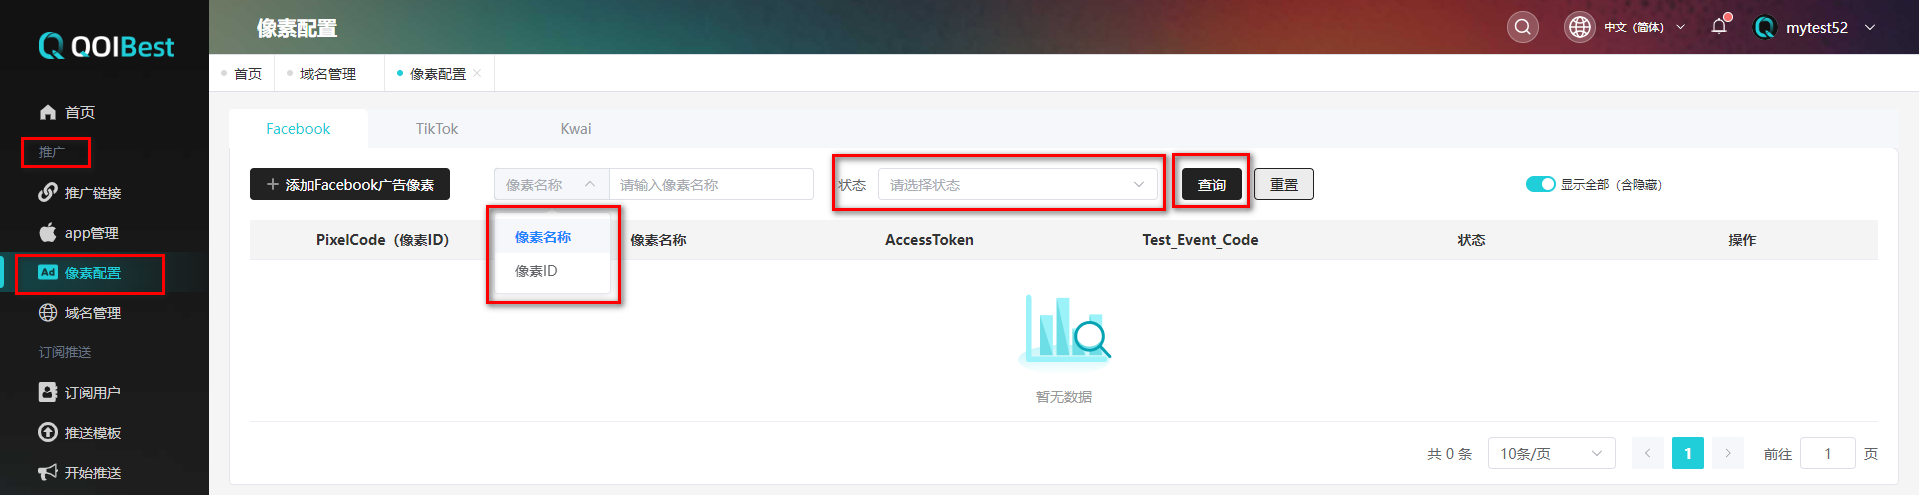 QOIBest
像素配置
中文（简体）
mytest52
首页
域名管理
像素配置
首页
推广
推广链接
app管理
Ad 像素配置
域名管理
订阅推送
订阅用户
推送模板
开始推送
Facebook
TikTok
Kwai
添加Facebook广告像素
像素名称
请输入像素名称
状态
请选择状态
查询
重置
显示全部（含隐藏）
像素名称
像素ID
PixelCode（像素ID）
像素名称
AccessToken
Test_Event_Code
状态
操作
暂无数据
共 0 条
10条/页
1
前往
1
页